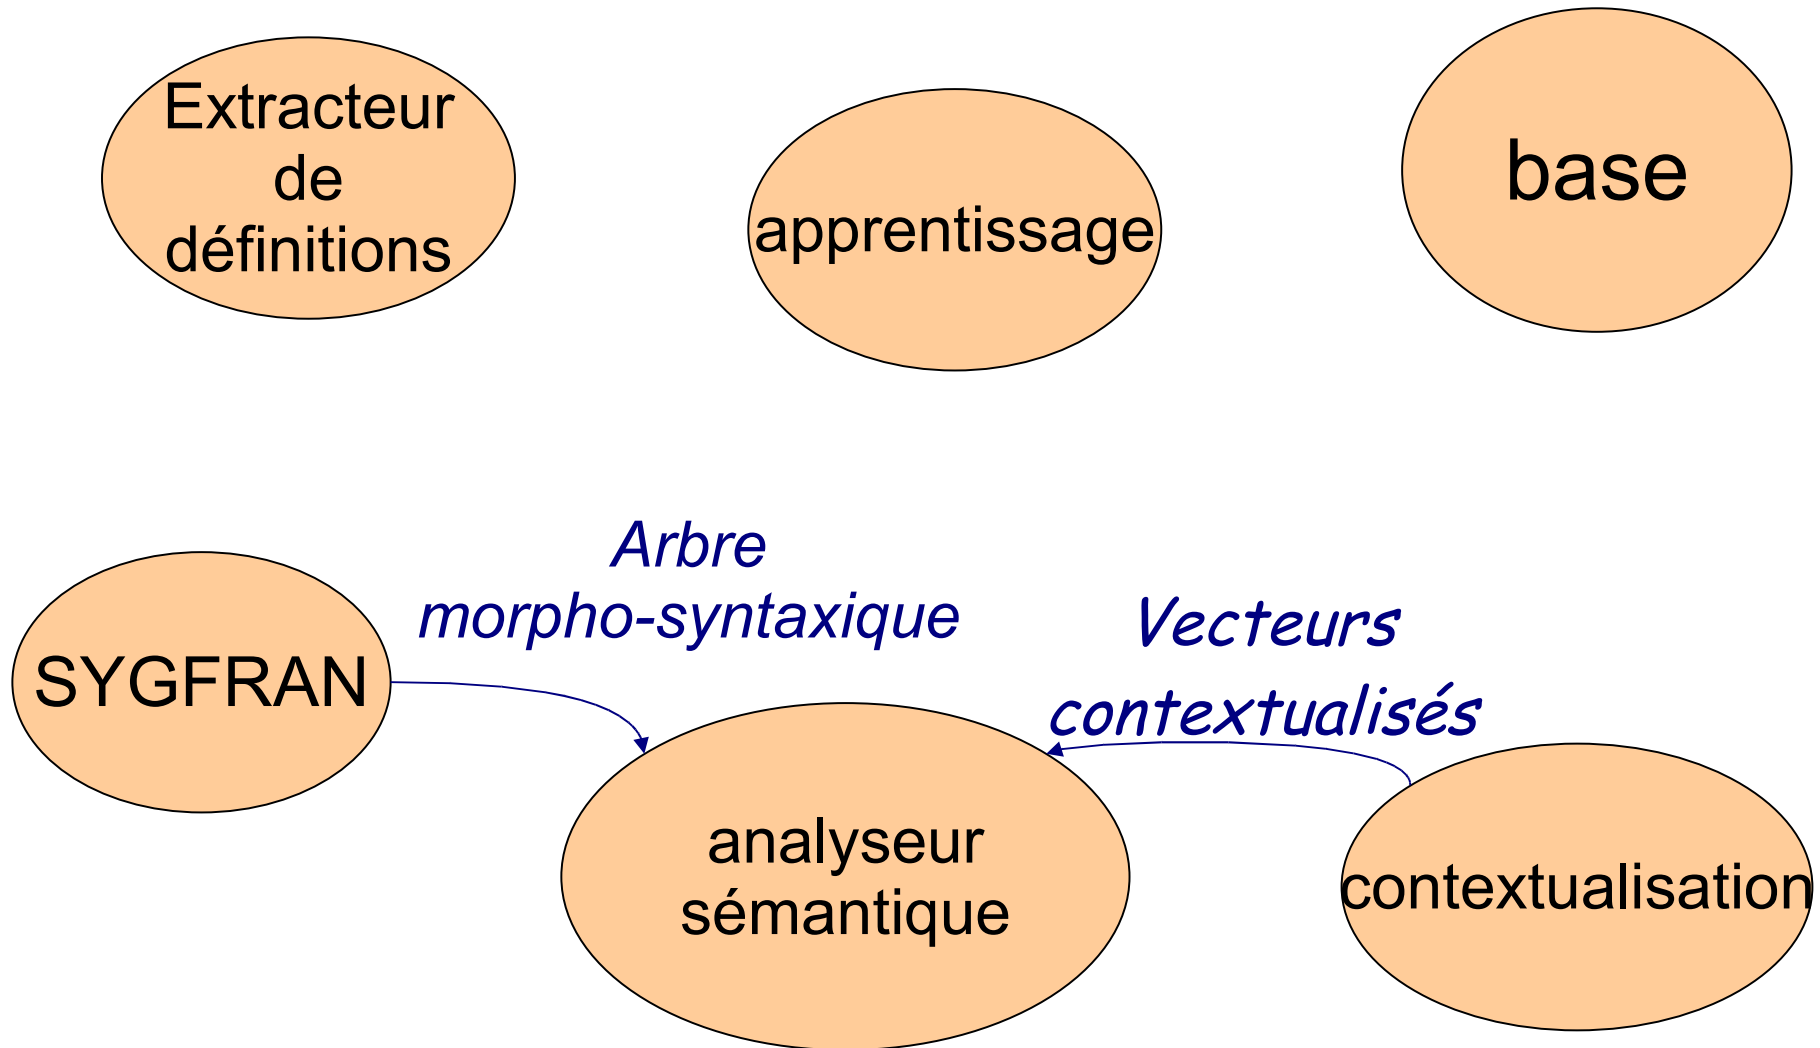 Extracteur
de
définitions
apprentissage
base
Arbre
morpho-syntaxique
Vecteurs
contextualisés
SYGFRAN
analyseur
sémantique
contextualisation